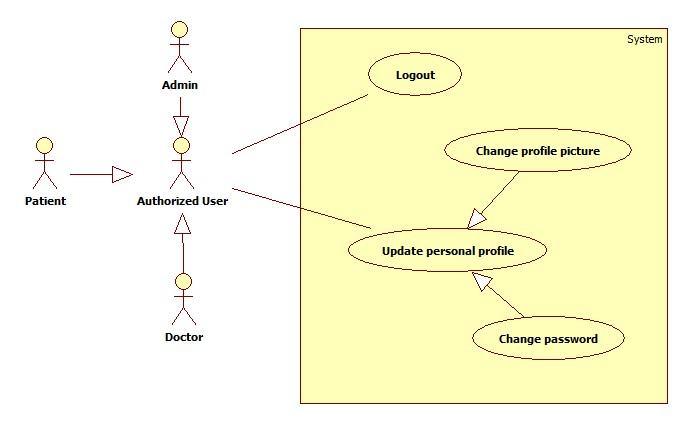 System
Admin
Logout
Change profile picture
Patient
Authorized User
Update personal profile
Doctor
Change password